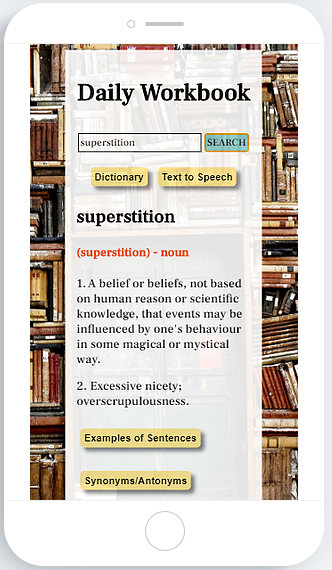 Daily Workbook
superstition
SEARCH
Dictionary
Text to Speech
superstition
(superstition) - noun
1. A belief or beliefs, not based
on human reason or scientific
knowledge, that events may be
influenced by one's behaviour
in some magical or mystical
way.
2. Excessive nicety;
overscrupulousness.
Examples of Sentences
Synonyms/Antonyms